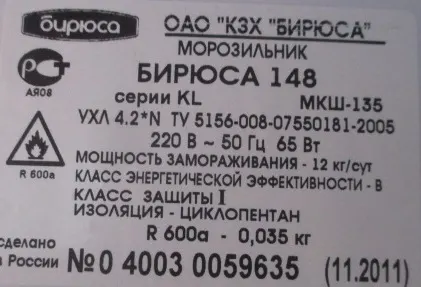 бирюса
ОАО "КЗХ "БИРЮСА"
МОРОЗИЛЬНИК
БИРЮСА 148
РСТ
АЯ08
серии KL МКШ-135
УХЛ 4.2*N ТУ 5156-008-07550181-2005
220 В ~ 50 Гц 65 Вт
МОЩНОСТЬ ЗАМОРАЖИВАНИЯ - 12 кг/сут
R 600a
КЛАСС ЭНЕРГЕТИЧЕСКОЙ ЭФФЕКТИВНОСТИ - В
КЛАСС ЗАЩИТЫ I
ИЗОЛЯЦИЯ - ЦИКЛОПЕНТАН
R 600a - 0,035 кг
сделано
в России №0 4003 0059635 (11.2011)